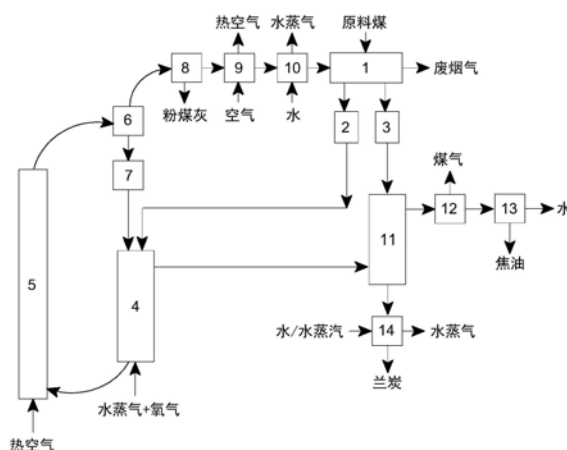 热空气 水蒸气 原料煤
8 9 10 1 废烟气
粉煤灰 空气 水
6 2 3
7 煤气
12 13 水
11
焦油
5 4
水/水蒸汽 14 水蒸气
水蒸气+氧气 兰炭
热空气